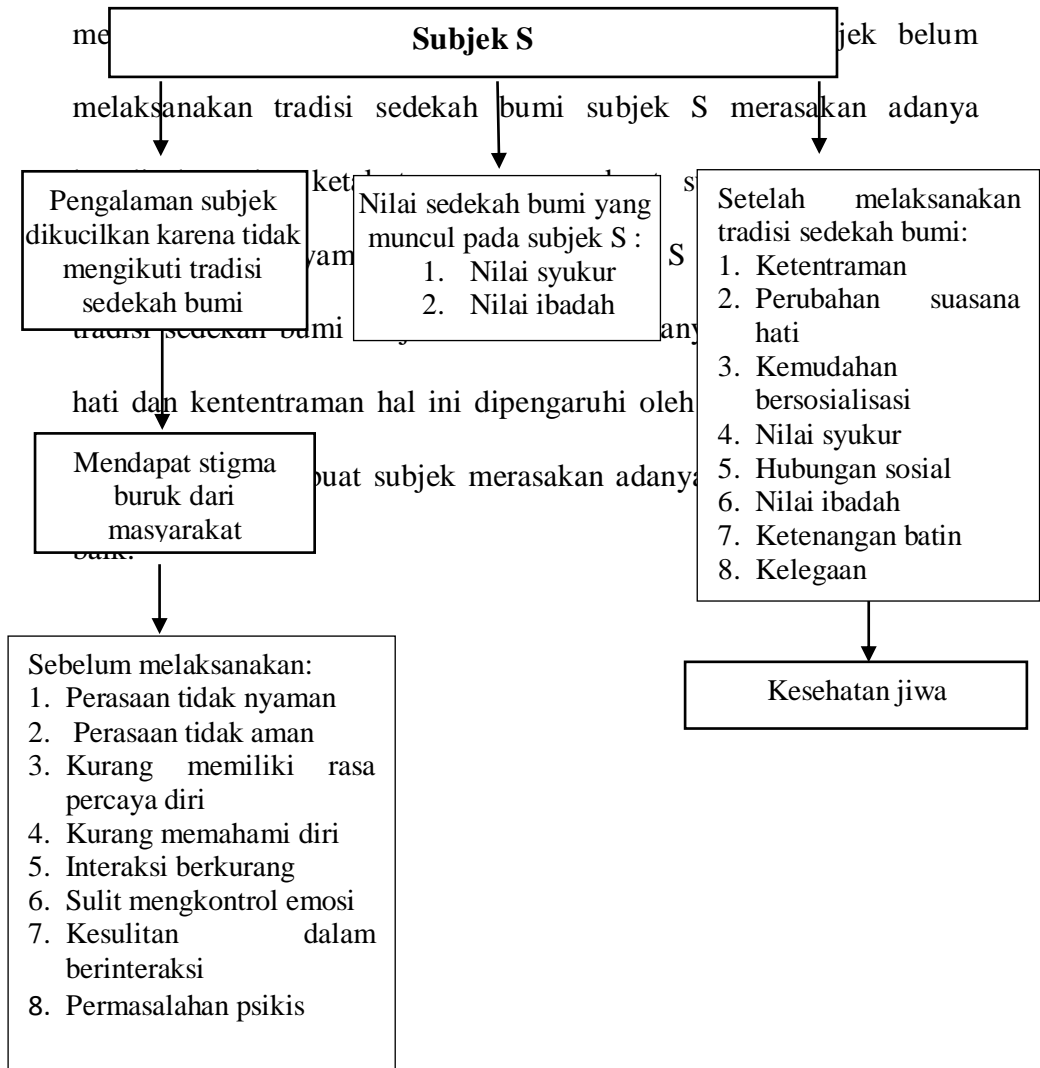 me
Subjek S
jek belum
melaksanakan tradisi sedekah bumi subjek S merasakan adanya
Pengalaman subjek
dikucilkan karena tidak
mengikuti tradisi
sedekah bumi
Nilai sedekah bumi yang
muncul pada subjek S :
1. Nilai syukur
2. Nilai ibadah
Setelah melaksanakan
tradisi sedekah bumi:
1. Ketentraman
2. Perubahan suasana
hati
3. Kemudahan
bersosialisasi
4. Nilai syukur
5. Hubungan sosial
6. Nilai ibadah
7. Ketenangan batin
8. Kelegaan
yam
S
tradisi sedekah bumi
hati dan kententraman hal ini dipengaruhi oleh
Mendapat stigma
buruk dari
masyarakat
buat subjek merasakan adanya
baik.
Sebelum melaksanakan:
1. Perasaan tidak nyaman
2. Perasaan tidak aman
3. Kurang memiliki rasa
percaya diri
4. Kurang memahami diri
5. Interaksi berkurang
6. Sulit mengkontrol emosi
7. Kesulitan dalam
berinteraksi
8. Permasalahan psikis
Kesehatan jiwa